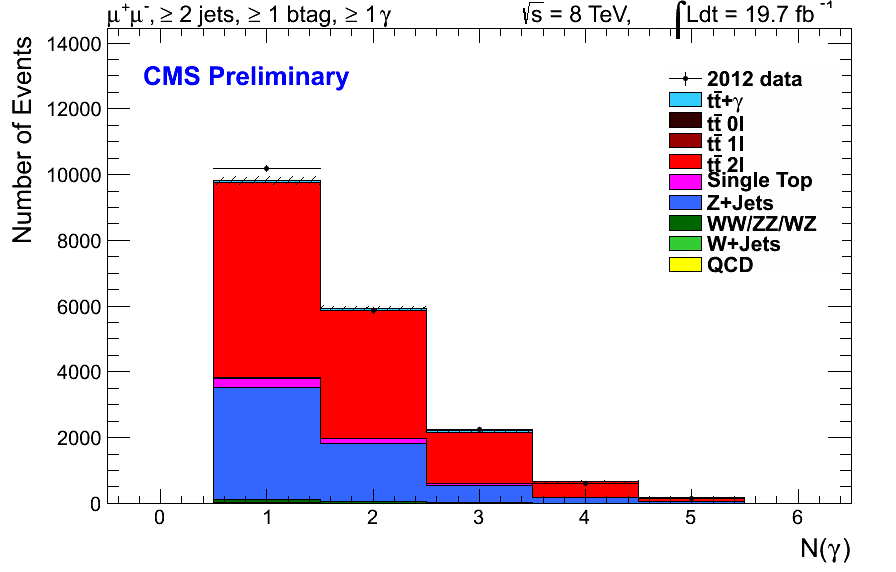 μ⁺μ⁻, ≥ 2 jets, ≥ 1 btag, ≥ 1 γ
√s = 8 TeV, ∫Ldt = 19.7 fb⁻¹
Number of Events
14000
12000
10000
8000
6000
4000
2000
0
CMS Preliminary
2012 data
tt̄+γ
tt̄ 0l
tt̄ 1l
tt̄ 2l
Single Top
Z+Jets
WW/ZZ/WZ
W+Jets
QCD
0 1 2 3 4 5 6
N(γ)